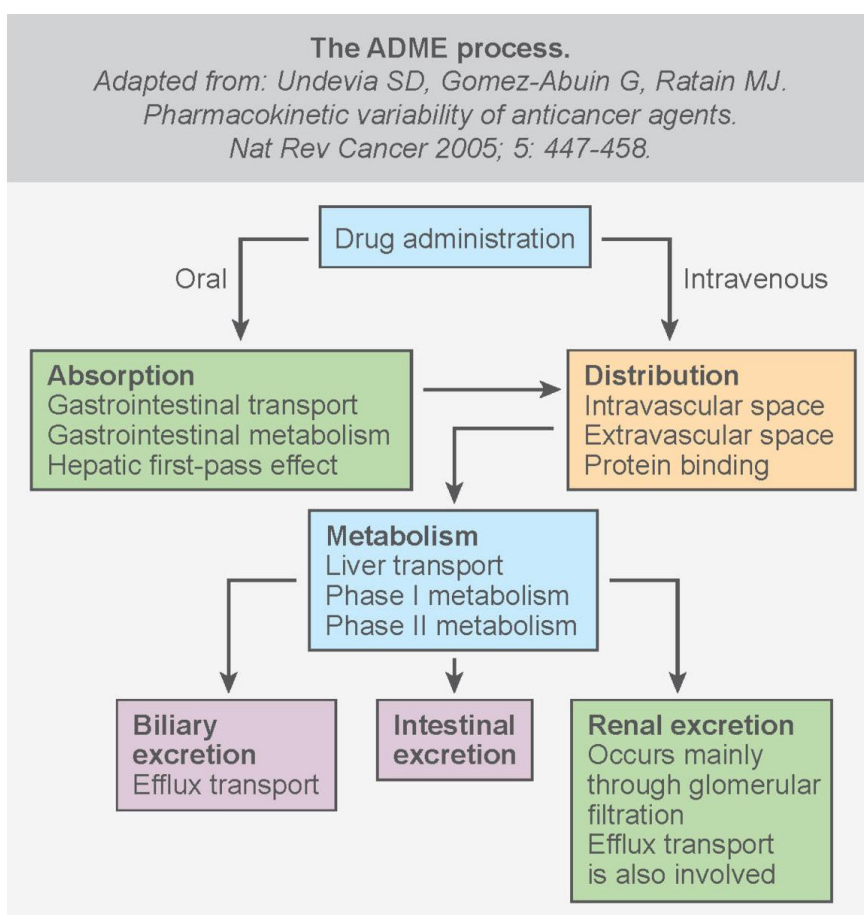 The ADME process.
Adapted from: Undevia SD, Gomez-Abuin G, Ratain MJ.
Pharmacokinetic variability of anticancer agents.
Nat Rev Cancer 2005; 5: 447-458.
Drug administration
Oral
Intravenous
Absorption
Gastrointestinal transport
Gastrointestinal metabolism
Hepatic first-pass effect
Distribution
Intravascular space
Extravascular space
Protein binding
Metabolism
Liver transport
Phase I metabolism
Phase II metabolism
Biliary
excretion
Efflux transport
Intestinal
excretion
Renal excretion
Occurs mainly
through glomerular
filtration
Efflux transport
is also involved